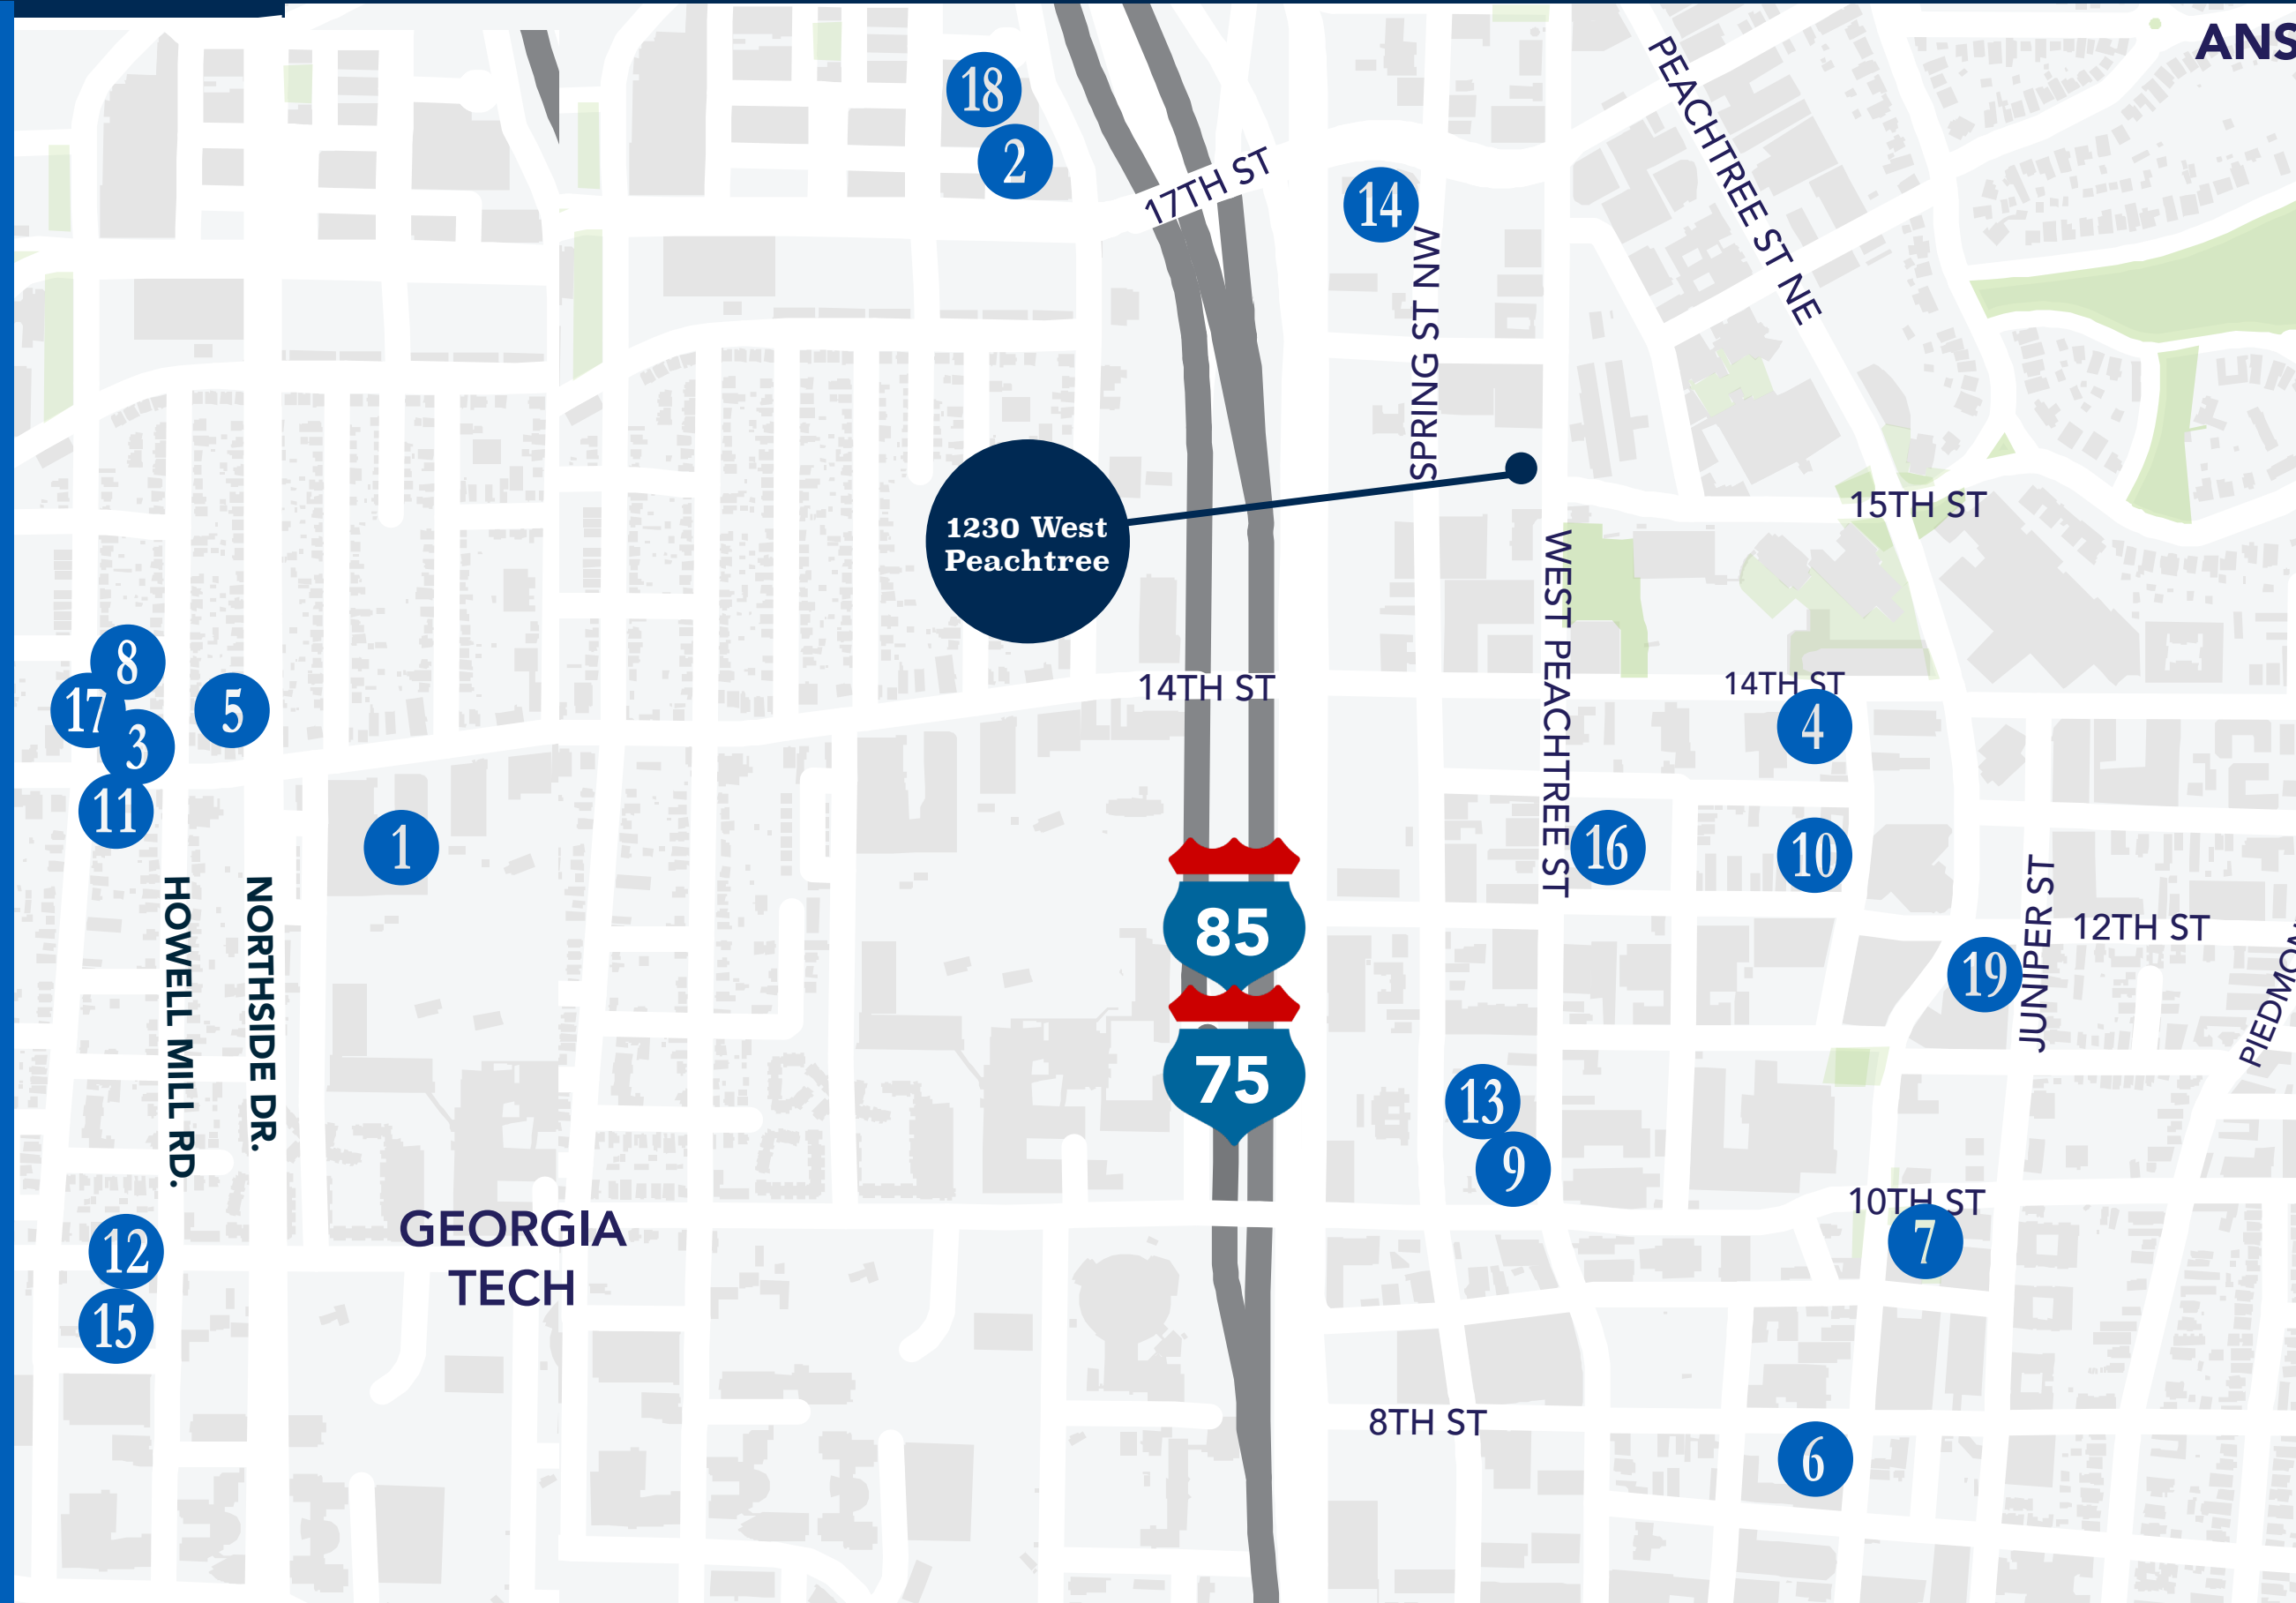 ANS
PEACHTREE ST NE
18
2
17TH ST
14
SPRING ST NW
15TH ST
1230 West
Peachtree
WEST PEACHTREE ST
8
17
5
3
11
14TH ST
14TH ST
4
1
16
10
HOWELL MILL RD.
NORTHSIDE DR.
85
75
JUNIPER ST
12TH ST
19
PIEDMON
13
9
10TH ST
7
12
15
GEORGIA
TECH
8TH ST
6